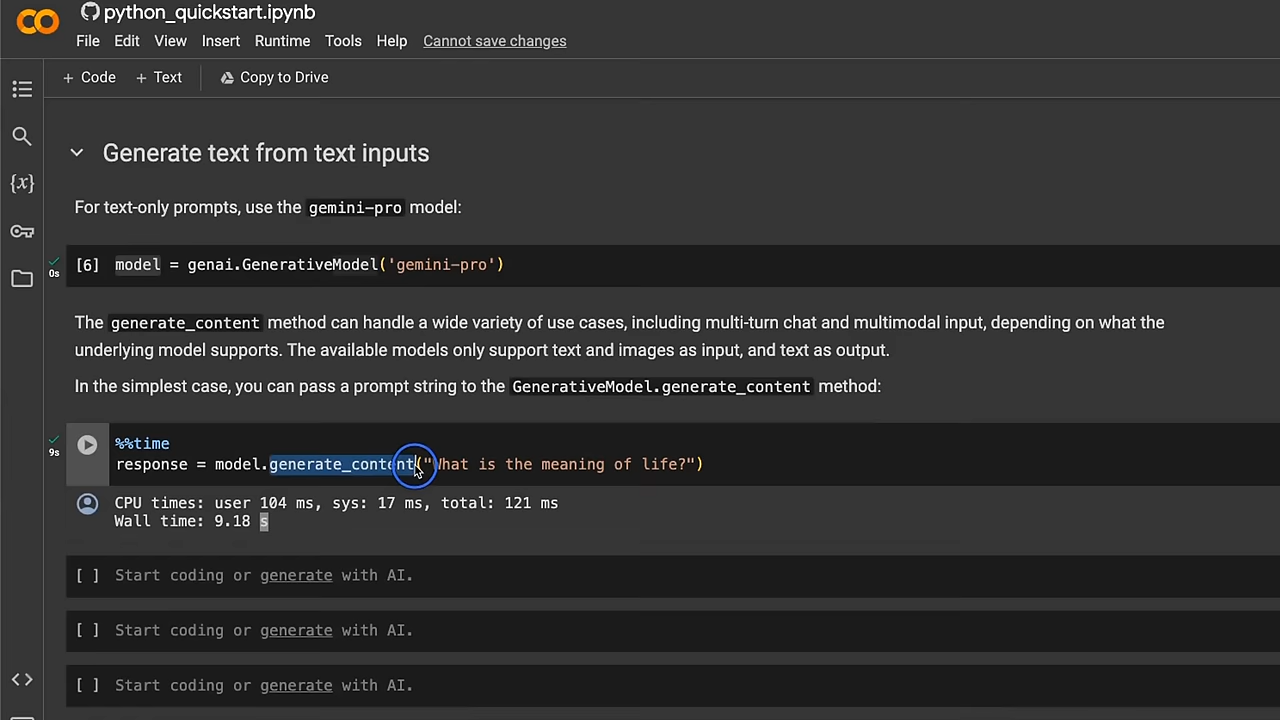 python_quickstart.ipynb
File Edit View Insert Runtime Tools Help Cannot save changes
+ Code + Text Copy to Drive
Generate text from text inputs
For text-only prompts, use the gemini-pro model:
0s [6] model = genai.GenerativeModel('gemini-pro')
The generate_content method can handle a wide variety of use cases, including multi-turn chat and multimodal input, depending on what the
underlying model supports. The available models only support text and images as input, and text as output.
In the simplest case, you can pass a prompt string to the GenerativeModel.generate_content method:
%%time
9s response = model.generate_content("What is the meaning of life?")
CPU times: user 104 ms, sys: 17 ms, total: 121 ms
Wall time: 9.18 s
[ ] Start coding or generate with AI.
[ ] Start coding or generate with AI.
[ ] Start coding or generate with AI.